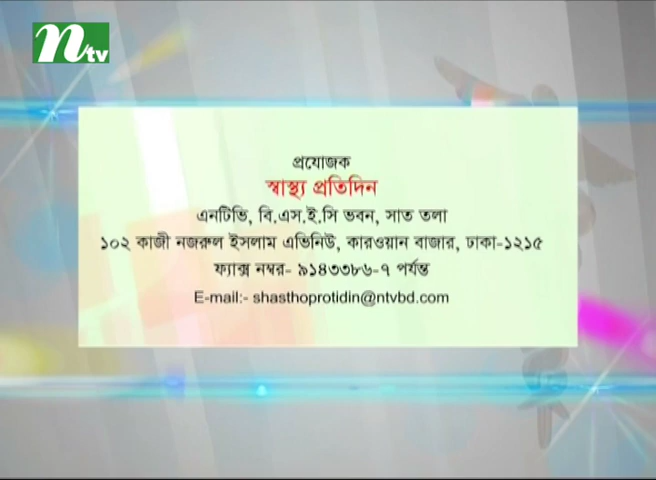 ntv
প্রযোজক
স্বাস্থ্য প্রতিদিন
এনটিভি, বি.এস.ই.সি ভবন, সাত তলা
১০২ কাজী নজরুল ইসলাম এভিনিউ, কারওয়ান বাজার, ঢাকা-১২১৫
ফ্যাক্স নম্বর- ৯১৪৩৩৮৬-৭ পর্যন্ত
E-mail:- shasthoprotidin@ntvbd.com